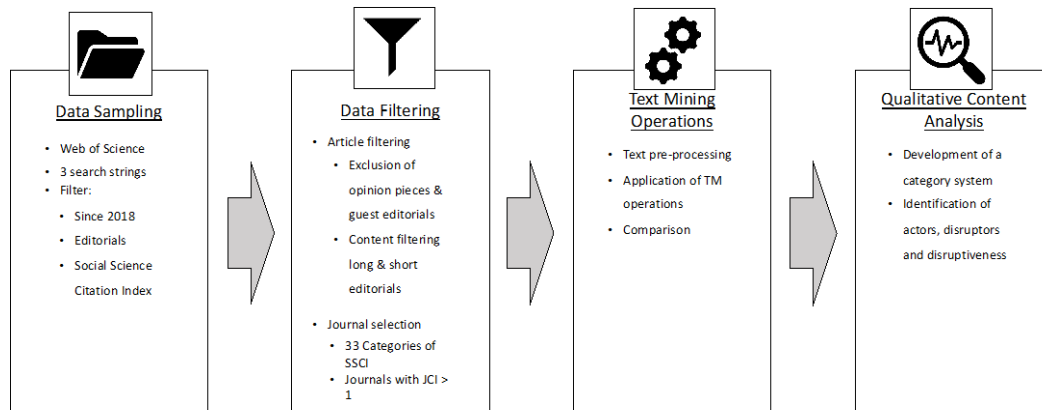 Data Sampling
• Web of Science
• 3 search strings
• Filter:
• Since 2018
• Editorials
• Social Science
Citation Index
Data Filtering
• Article filtering
• Exclusion of
opinion pieces &
guest editorials
• Content filtering
long & short
editorials
• Journal selection
• 33 Categories of
SSCI
• Journals with JCI >
1
Text Mining
Operations
• Text pre-processing
• Application of TM
operations
• Comparison
Qualitative Content
Analysis
• Development of a
category system
• Identification of
actors, disruptors
and disruptiveness